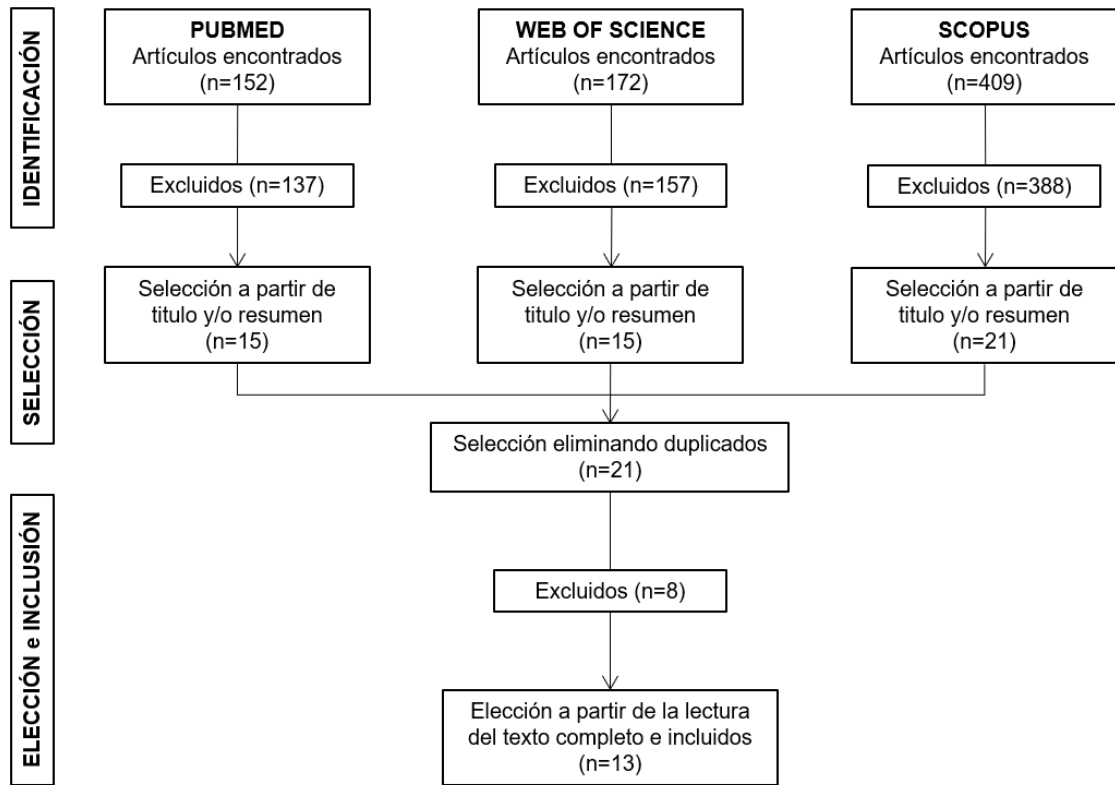 IDENTIFICACIÓN
PUBMED
Artículos encontrados
(n=152)
WEB OF SCIENCE
Artículos encontrados
(n=172)
SCOPUS
Artículos encontrados
(n=409)
Excluidos (n=137)
Excluidos (n=157)
Excluidos (n=388)
SELECCIÓN
Selección a partir de
titulo y/o resumen
(n=15)
Selección a partir de
titulo y/o resumen
(n=15)
Selección a partir de
titulo y/o resumen
(n=21)
Selección eliminando duplicados
(n=21)
ELECCIÓN e INCLUSIÓN
Excluidos (n=8)
Elección a partir de la lectura
del texto completo e incluidos
(n=13)